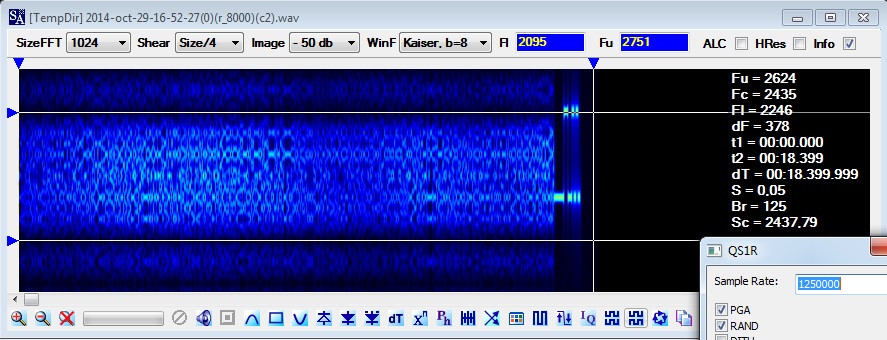 SA [TempDir] 2014-oct-29-16-52-27(0)(r_8000)(c2).wav
SizeFFT 1024 Shear Size/4 Image - 50 db WinF Kaiser, b=8 Fl 2095 Fu 2751 ALC HRes Info
Fu = 2624
Fc = 2435
Fl = 2246
dF = 378
t1 = 00:00.000
t2 = 00:18.399
dT = 00:18.399.999
S = 0,05
Br = 125
Sc = 2437,79
QS1R
Sample Rate: 1250000
PGA
RAND
dT Xn Ph IQ